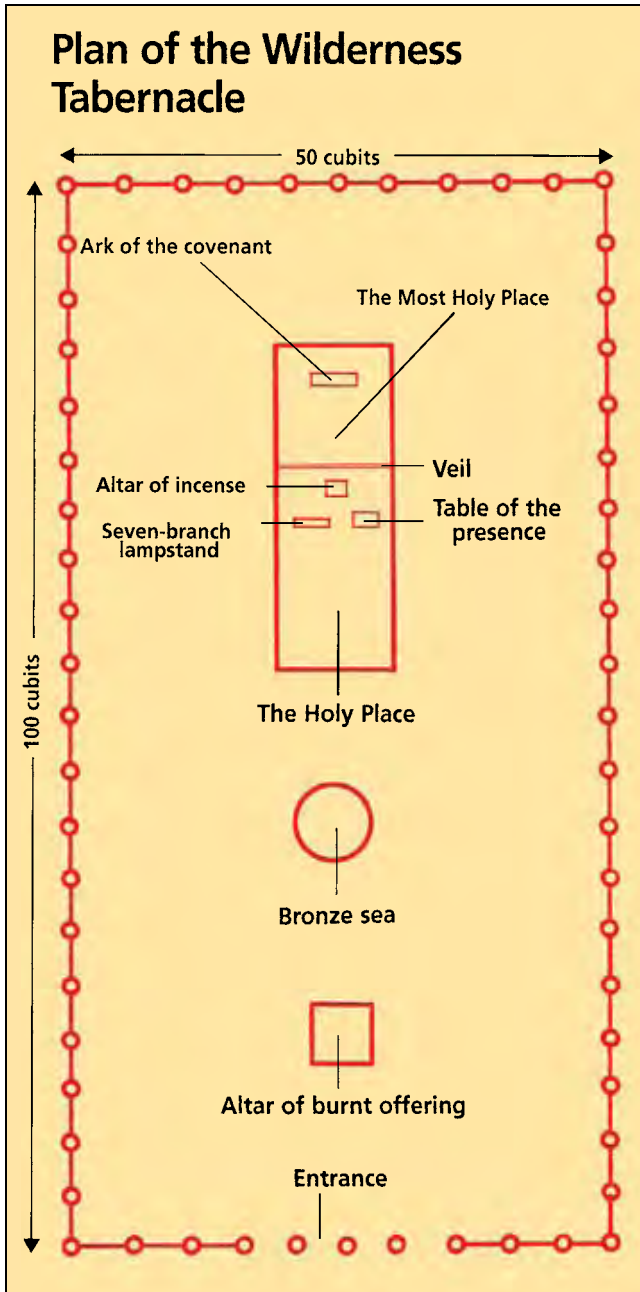 Plan of the Wilderness
Tabernacle
50 cubits
Ark of the covenant
The Most Holy Place
Veil
Altar of incense
Table of the
presence
Seven-branch
lampstand
100 cubits
The Holy Place
Bronze sea
Altar of burnt offering
Entrance